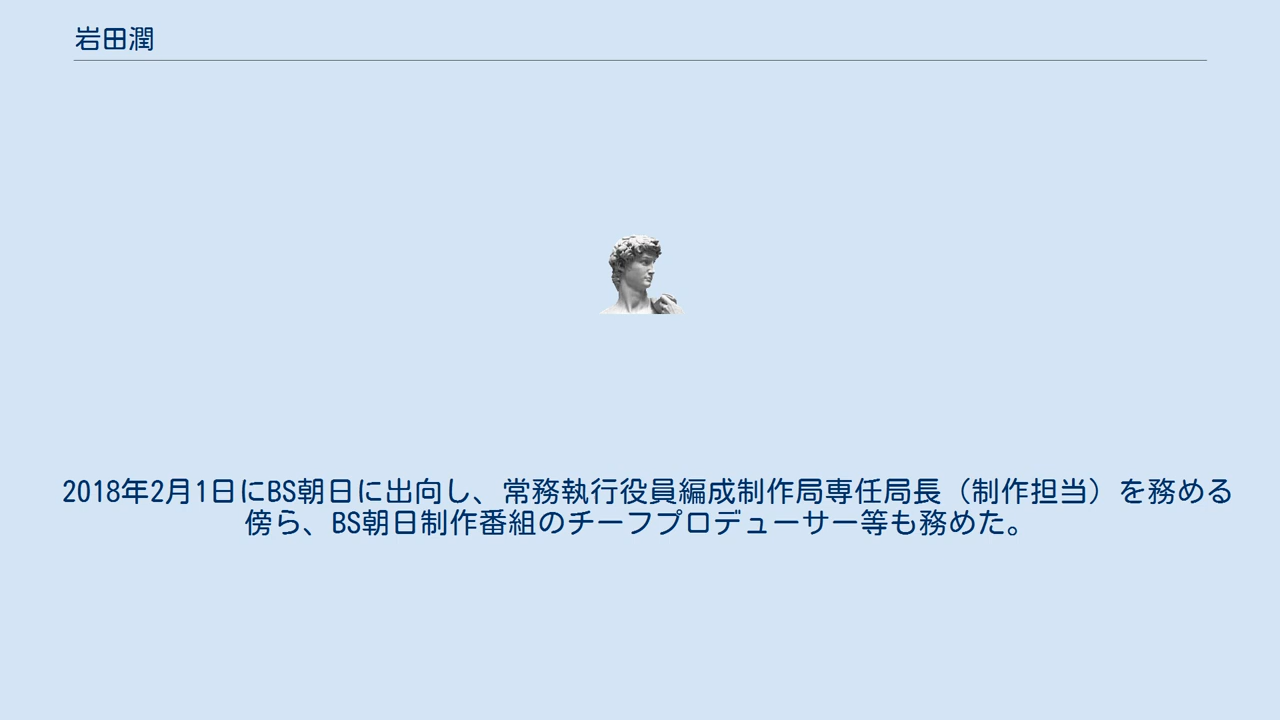 岩田潤
2018年2月1日にBS朝日に出向し、常務執行役員編成制作局専任局長（制作担当）を務める
傍ら、BS朝日制作番組のチーフプロデューサー等も務めた。